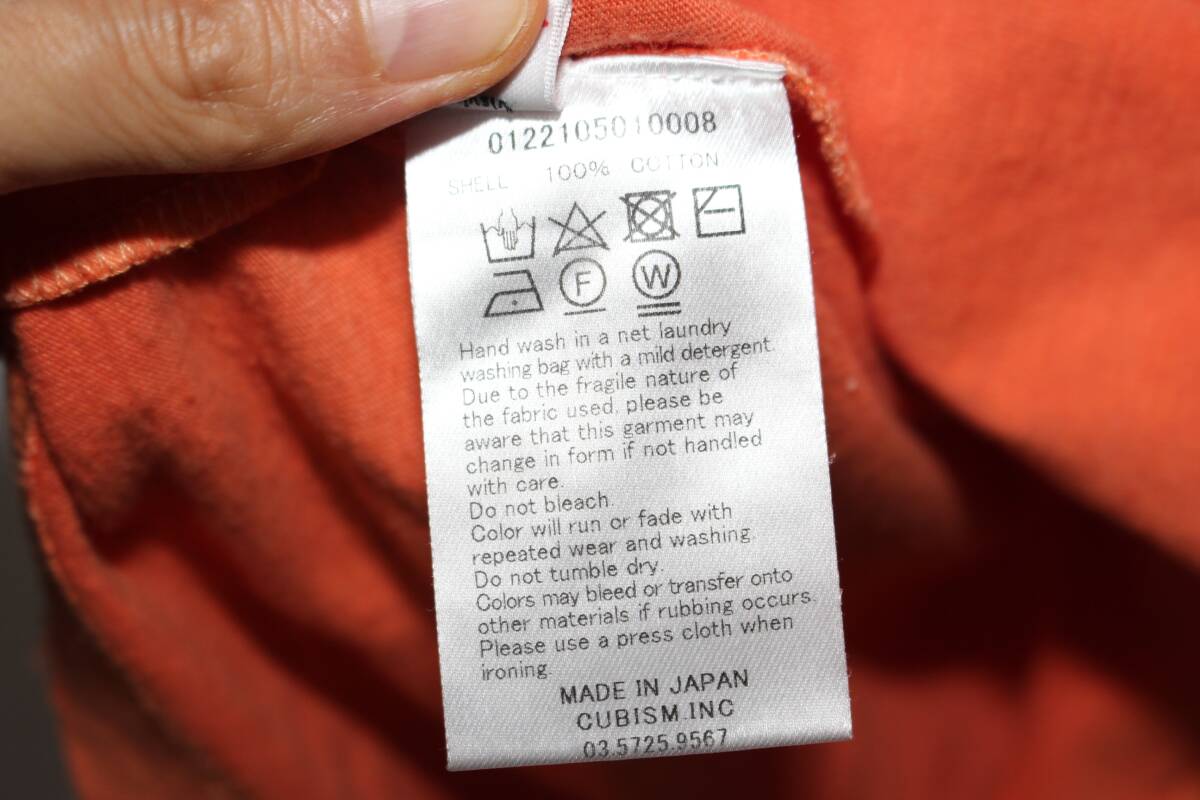 0122105010008
SHELL 100% COTTON
F W
Hand wash in a net laundry
washing bag with a mild detergent.
Due to the fragile nature of
the fabric used, please be
aware that this garment may
change in form if not handled
with care.
Do not bleach.
Color will run or fade with
repeated wear and washing.
Do not tumble dry.
Colors may bleed or transfer onto
other materials if rubbing occurs.
Please use a press cloth when
ironing.
MADE IN JAPAN
CUBISM.INC
03.5725.9567